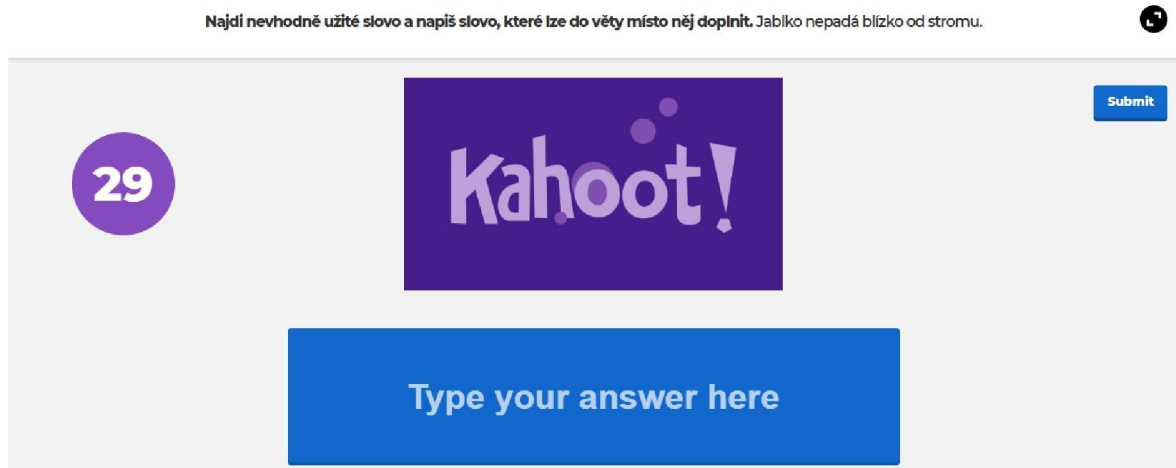 Najdi nevhodně užité slovo a napiš slovo, které lze do věty místo něj doplnit. Jablko nepadá blízko od stromu.
Submit
29
Kahoot!
Type your answer here